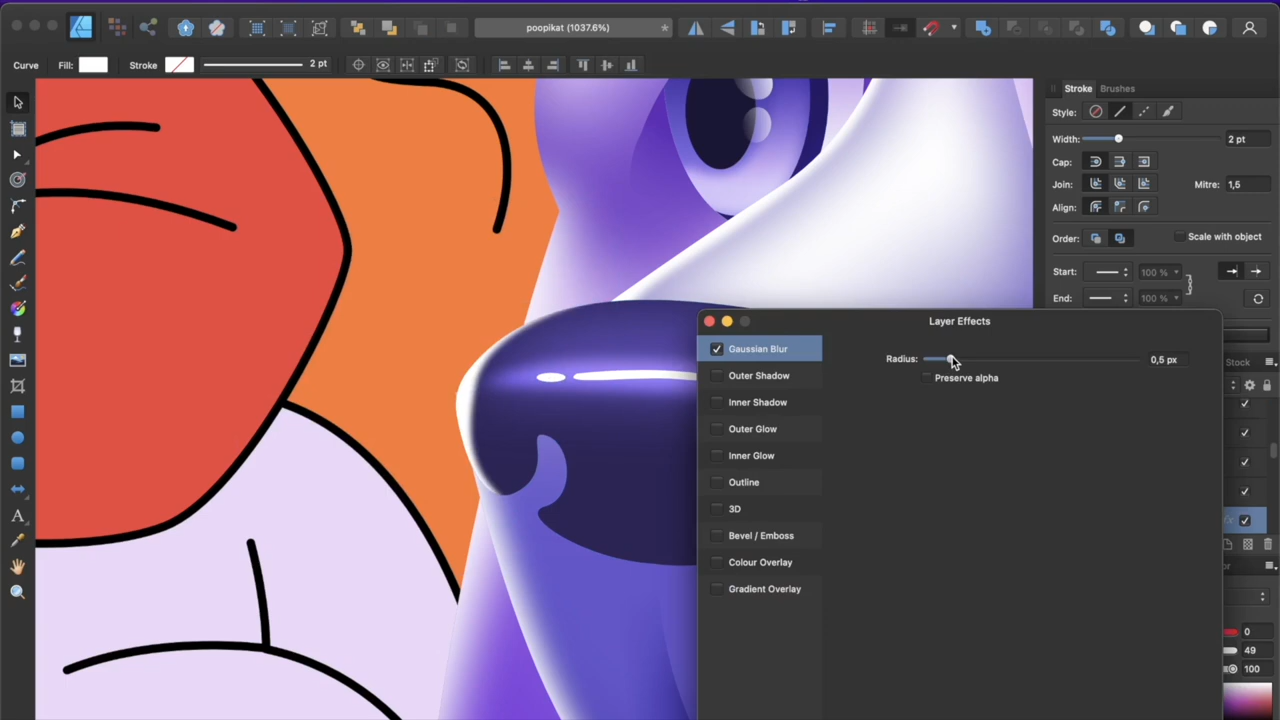 poopikat (1037.6%)
*
Curve
Fill:
Stroke
2 pt
Stroke
Brushes
Style:
Width:
2 pt
Cap:
Join:
Mitre:
1,5
Align:
Order:
Scale with object
Start:
100 %
End:
100 %
Layer Effects
Gaussian Blur
Radius:
0,5 px
Preserve alpha
Outer Shadow
Inner Shadow
Outer Glow
Inner Glow
Outline
3D
Bevel / Emboss
Colour Overlay
Gradient Overlay
Stock
A
0
49
100